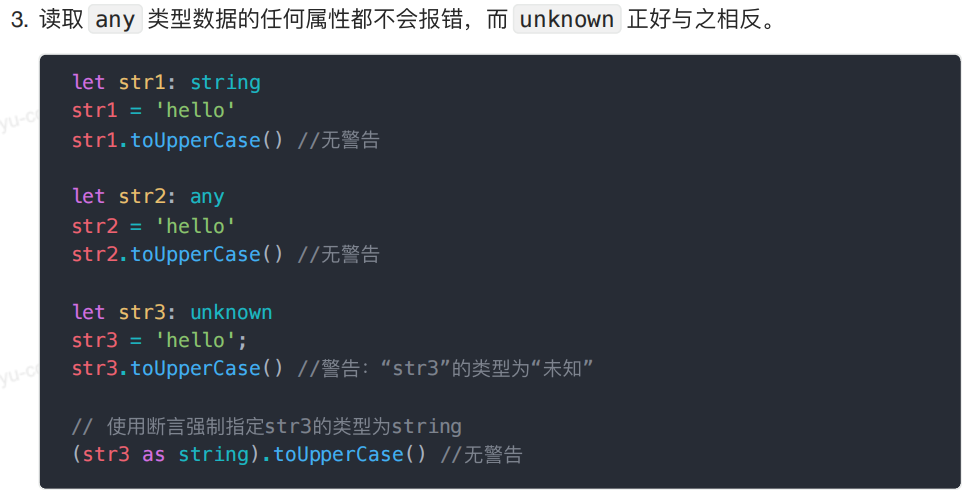 3. 读取 any 类型数据的任何属性都不会报错，而 unknown 正好与之相反。
let str1: string
str1 = 'hello'
str1.toUpperCase() //无警告
let str2: any
str2 = 'hello'
str2.toUpperCase() //无警告
let str3: unknown
str3 = 'hello';
str3.toUpperCase() //警告：“str3”的类型为“未知”
// 使用断言强制指定str3的类型为string
(str3 as string).toUpperCase() //无警告